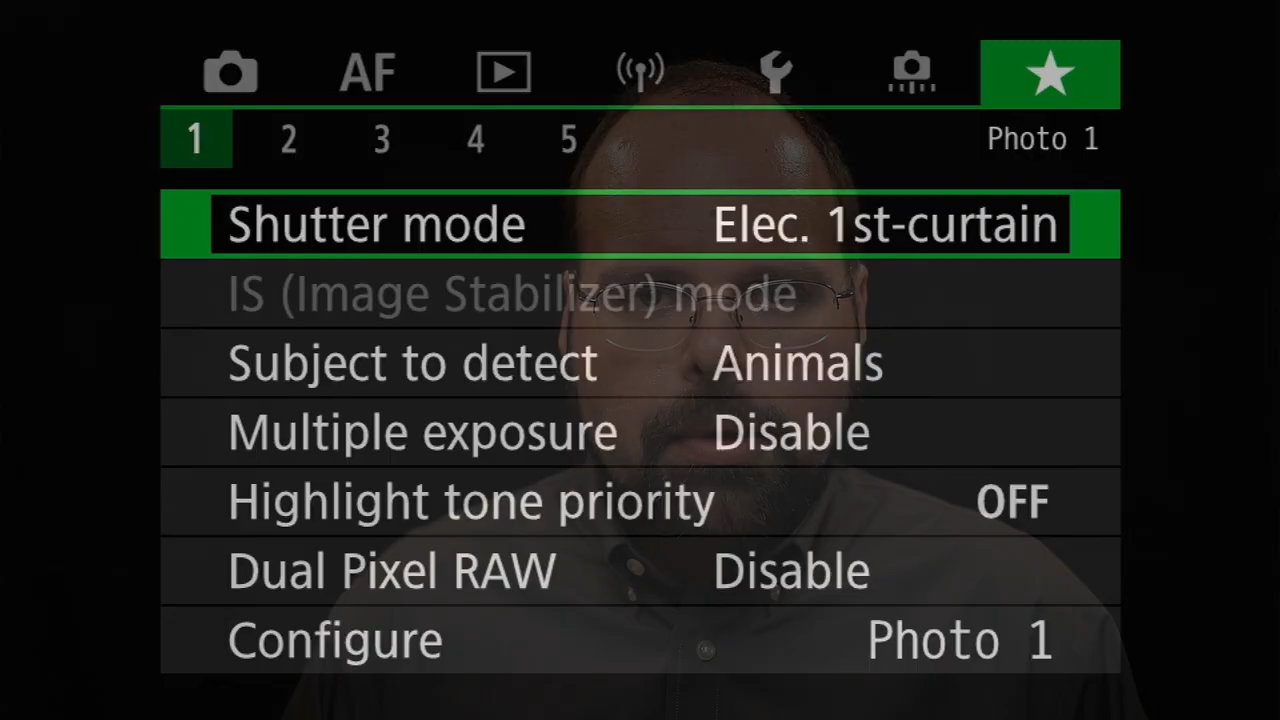 AF
1 2 3 4 5 Photo 1
Shutter mode Elec. 1st-curtain
IS (Image Stabilizer) mode
Subject to detect Animals
Multiple exposure Disable
Highlight tone priority OFF
Dual Pixel RAW Disable
Configure Photo 1